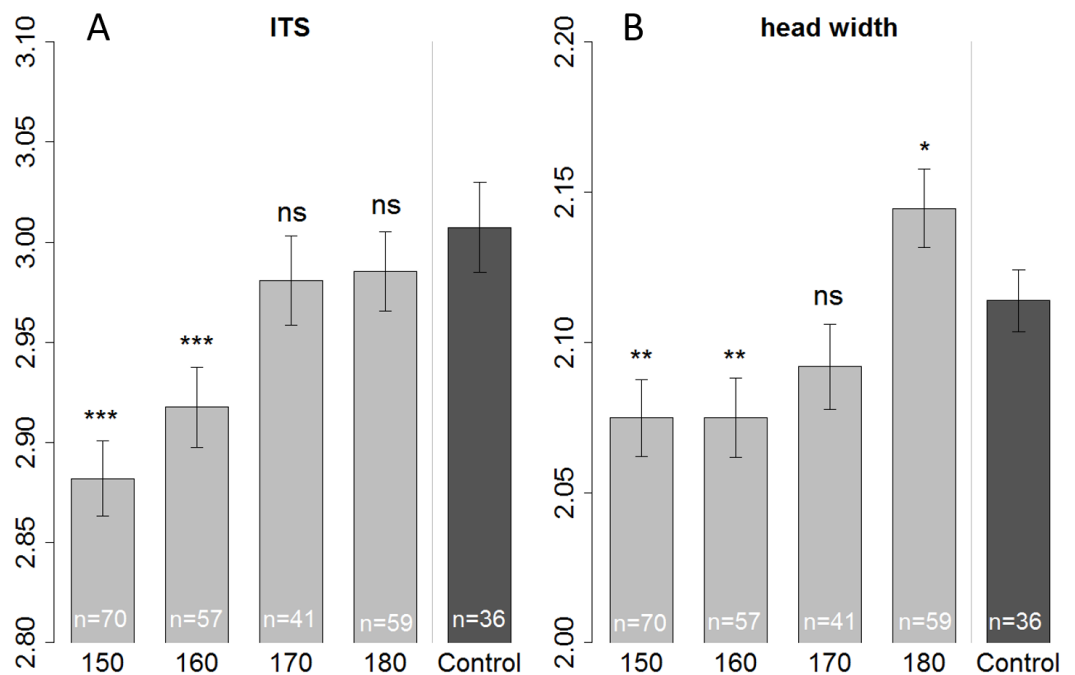 A
ITS
3.10
3.05
3.00
2.95
2.90
2.85
2.80
***
***
ns
ns
n=70
n=57
n=41
n=59
n=36
150
160
170
180
Control
B
head width
2.20
2.15
2.10
2.05
2.00
**
**
ns
*
n=70
n=57
n=41
n=59
n=36
150
160
170
180
Control